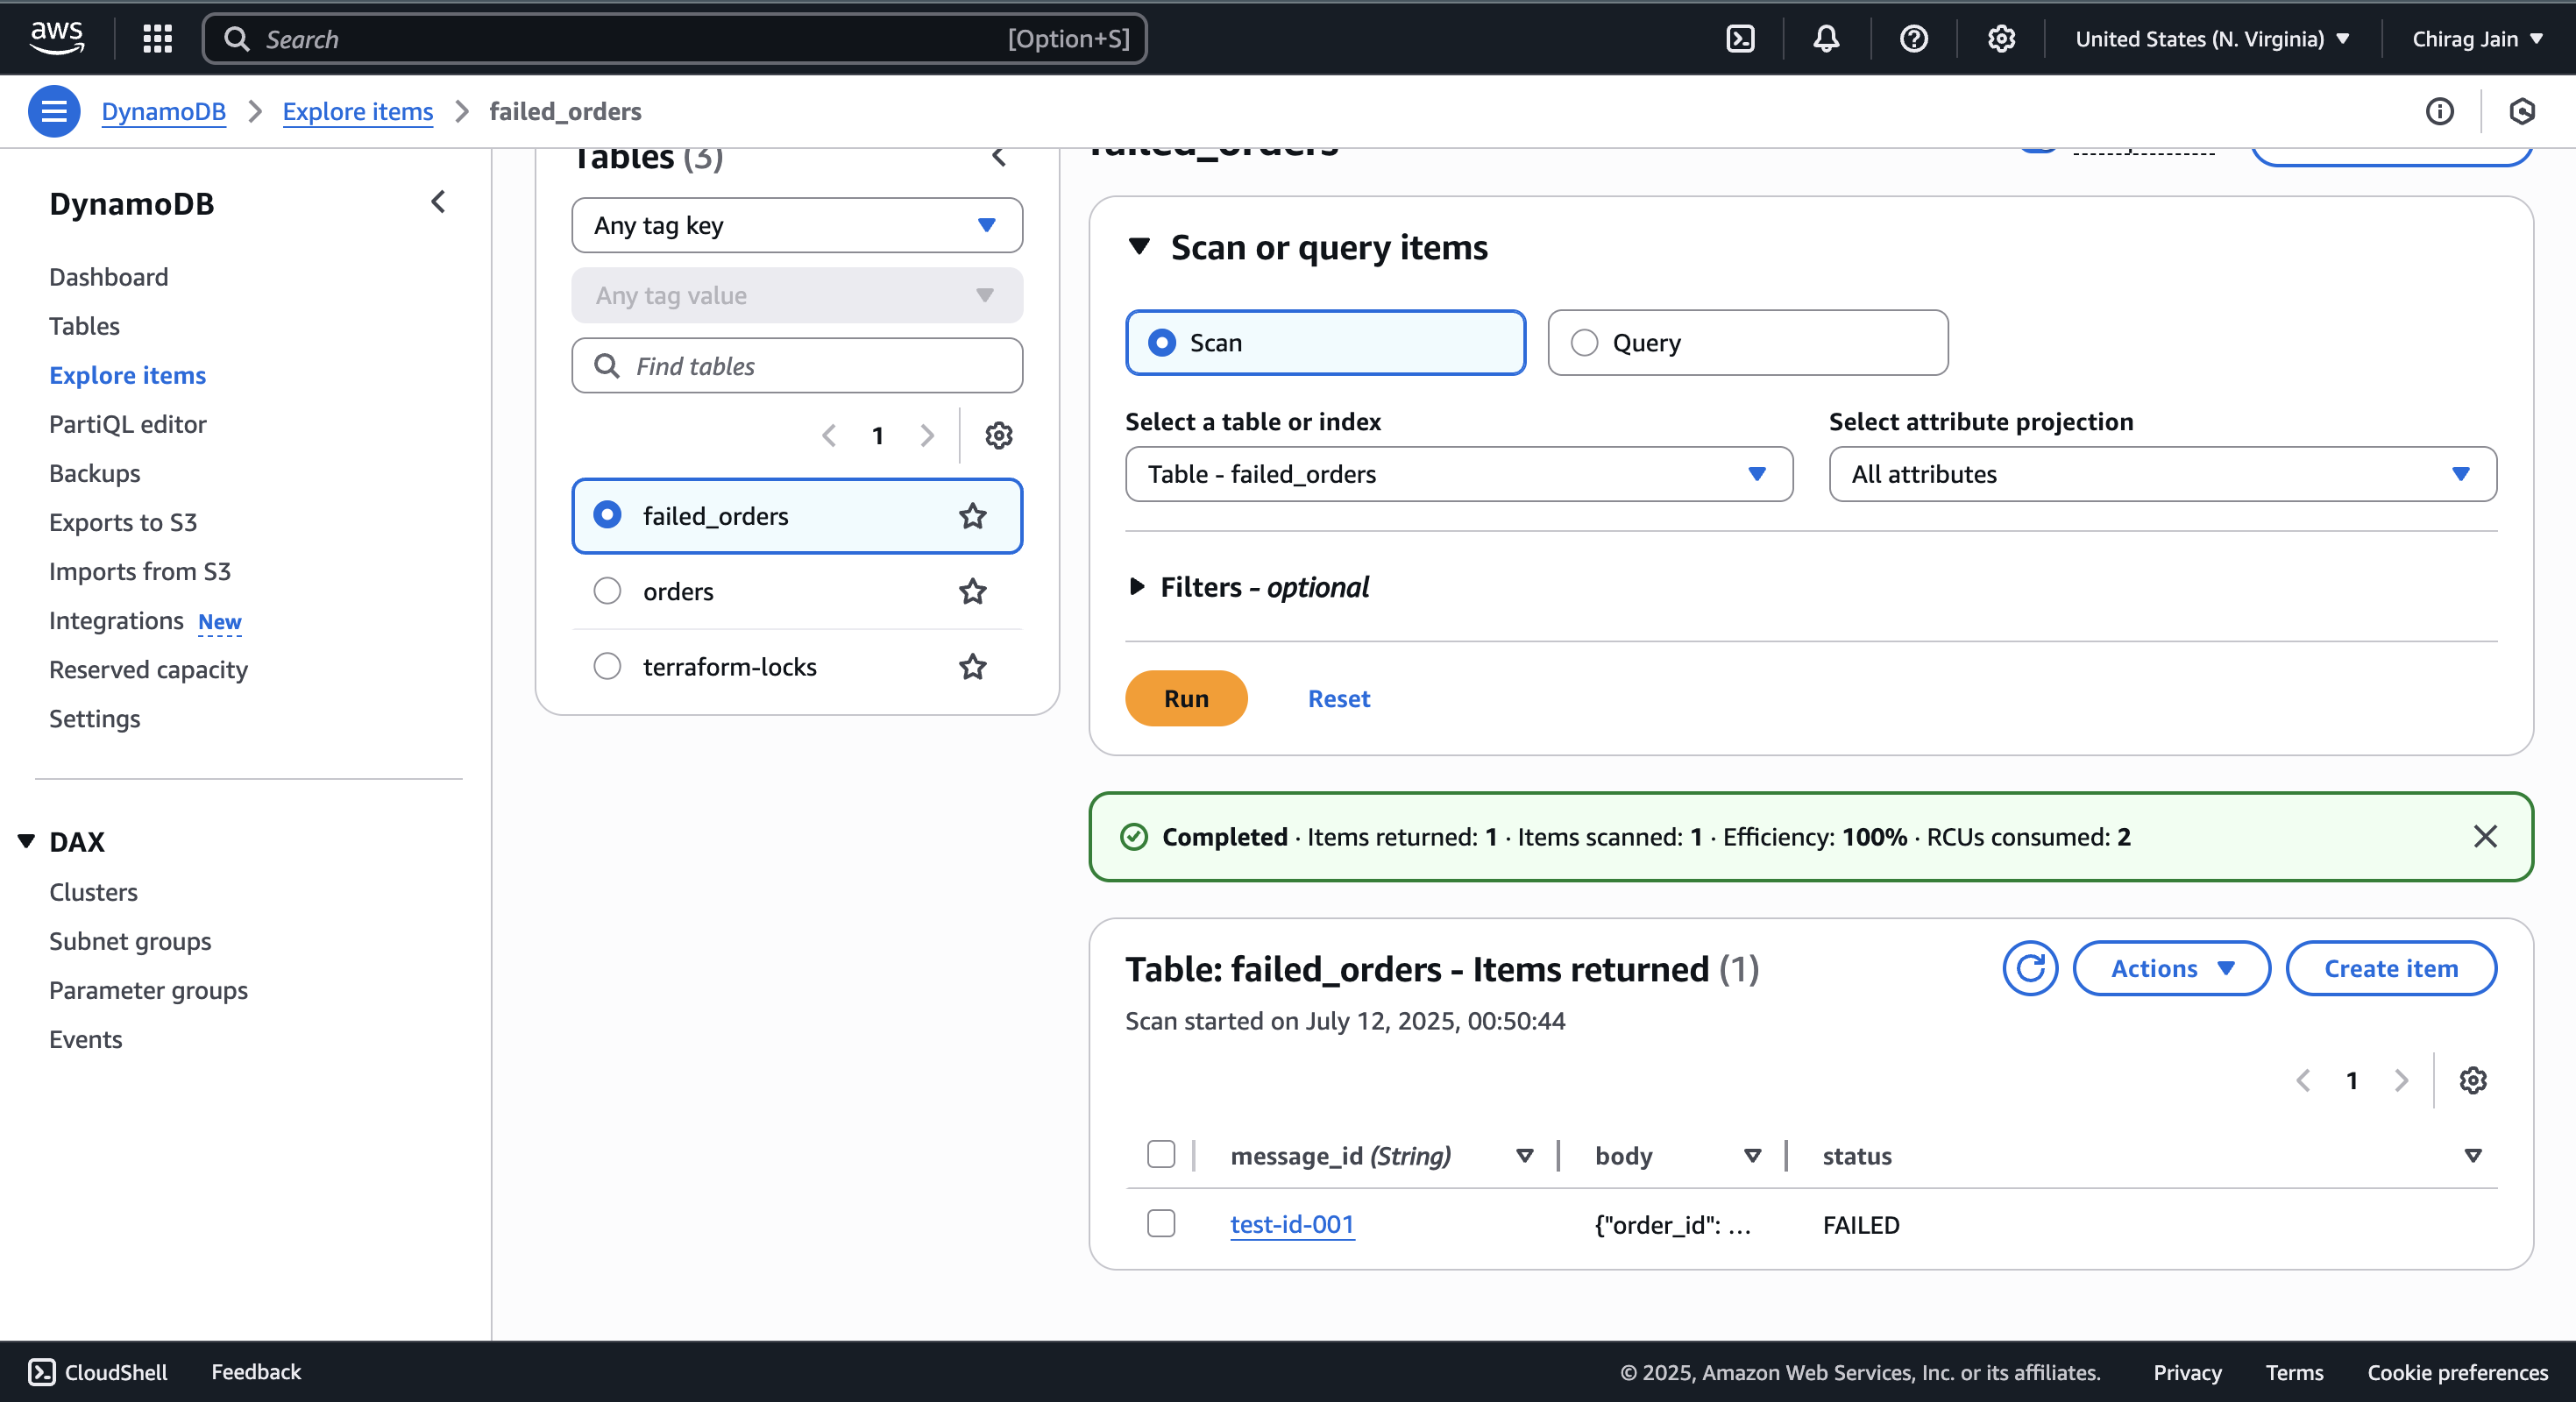 aws
Search
[Option+S]
United States (N. Virginia)
Chirag Jain
DynamoDB
Explore items
failed_orders
DynamoDB
Dashboard
Tables
Explore items
PartiQL editor
Backups
Exports to S3
Imports from S3
Integrations New
Reserved capacity
Settings
DAX
Clusters
Subnet groups
Parameter groups
Events
Tables (3)
Any tag key
Any tag value
Find tables
1
failed_orders
orders
terraform-locks
failed_orders
Scan or query items
Scan
Query
Select a table or index
Table - failed_orders
Select attribute projection
All attributes
Filters - optional
Run
Reset
Completed · Items returned: 1 · Items scanned: 1 · Efficiency: 100% · RCUs consumed: 2
Table: failed_orders - Items returned (1)
Scan started on July 12, 2025, 00:50:44
Actions
Create item
1
message_id (String)
body
status
test-id-001
{"order_id": …
FAILED
CloudShell
Feedback
© 2025, Amazon Web Services, Inc. or its affiliates.
Privacy
Terms
Cookie preferences